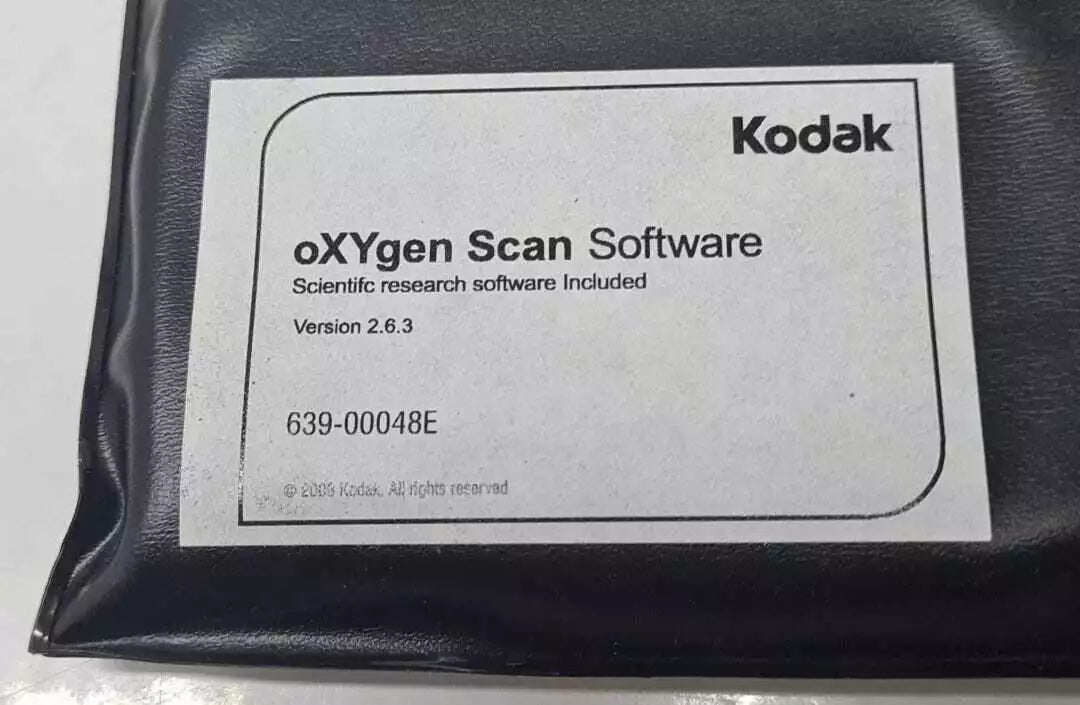 Kodak
oXYgen Scan Software
Scientifc research software Included
Version 2.6.3
639-00048E
© Kodak. All rights reserved